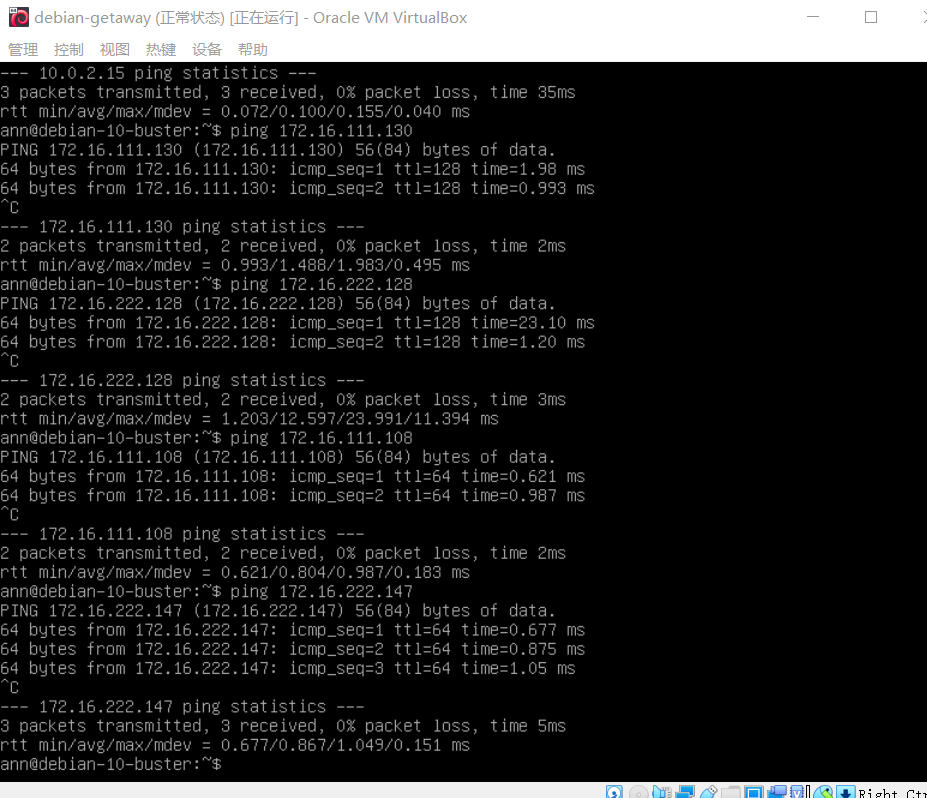 debian-getaway (正常状态) [正在运行] - Oracle VM VirtualBox
管理 控制 视图 热键 设备 帮助
--- 10.0.2.15 ping statistics ---
3 packets transmitted, 3 received, 0% packet loss, time 35ms
rtt min/avg/max/mdev = 0.072/0.100/0.155/0.040 ms
ann@debian-10-buster:~$ ping 172.16.111.130
PING 172.16.111.130 (172.16.111.130) 56(84) bytes of data.
64 bytes from 172.16.111.130: icmp_seq=1 ttl=128 time=1.98 ms
64 bytes from 172.16.111.130: icmp_seq=2 ttl=128 time=0.993 ms
^C
--- 172.16.111.130 ping statistics ---
2 packets transmitted, 2 received, 0% packet loss, time 2ms
rtt min/avg/max/mdev = 0.993/1.488/1.983/0.495 ms
ann@debian-10-buster:~$ ping 172.16.222.128
PING 172.16.222.128 (172.16.222.128) 56(84) bytes of data.
64 bytes from 172.16.222.128: icmp_seq=1 ttl=128 time=23.10 ms
64 bytes from 172.16.222.128: icmp_seq=2 ttl=128 time=1.20 ms
^C
--- 172.16.222.128 ping statistics ---
2 packets transmitted, 2 received, 0% packet loss, time 3ms
rtt min/avg/max/mdev = 1.203/12.597/23.991/11.394 ms
ann@debian-10-buster:~$ ping 172.16.111.108
PING 172.16.111.108 (172.16.111.108) 56(84) bytes of data.
64 bytes from 172.16.111.108: icmp_seq=1 ttl=64 time=0.621 ms
64 bytes from 172.16.111.108: icmp_seq=2 ttl=64 time=0.987 ms
^C
--- 172.16.111.108 ping statistics ---
2 packets transmitted, 2 received, 0% packet loss, time 2ms
rtt min/avg/max/mdev = 0.621/0.804/0.987/0.183 ms
ann@debian-10-buster:~$ ping 172.16.222.147
PING 172.16.222.147 (172.16.222.147) 56(84) bytes of data.
64 bytes from 172.16.222.147: icmp_seq=1 ttl=64 time=0.677 ms
64 bytes from 172.16.222.147: icmp_seq=2 ttl=64 time=0.875 ms
64 bytes from 172.16.222.147: icmp_seq=3 ttl=64 time=1.05 ms
^C
--- 172.16.222.147 ping statistics ---
3 packets transmitted, 3 received, 0% packet loss, time 5ms
rtt min/avg/max/mdev = 0.677/0.867/1.049/0.151 ms
ann@debian-10-buster:~$
Right Ctr